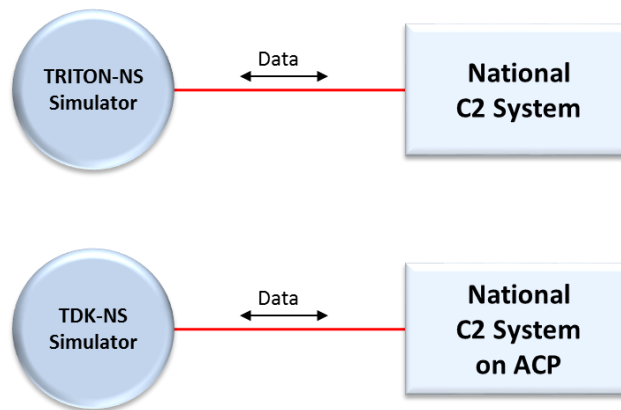 TRITON-NS
Simulator
Data
National
C2 System
TDK-NS
Simulator
Data
National
C2 System
on ACP